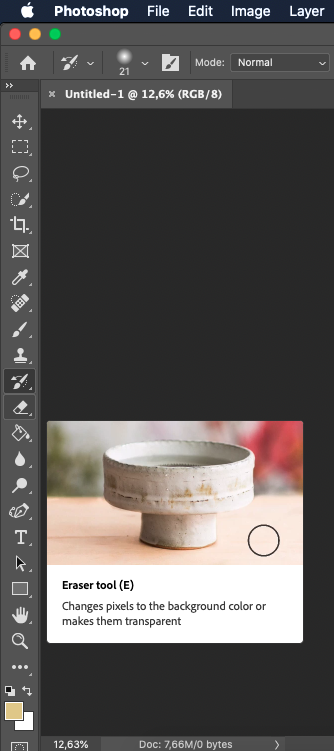 Photoshop File Edit Image Layer
21 Mode: Normal
× Untitled-1 @ 12,6% (RGB/8)
T
Eraser tool (E)
Changes pixels to the background color or
makes them transparent
12,63% Doc: 7,66M/0 bytes